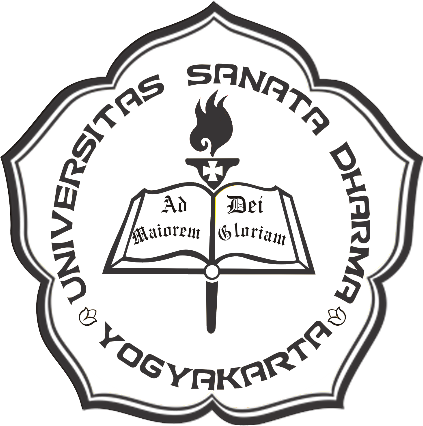 UNIVERSITAS SANATA DHARMA
Ad Dei
Maiorem Gloriam
YOGYAKARTA